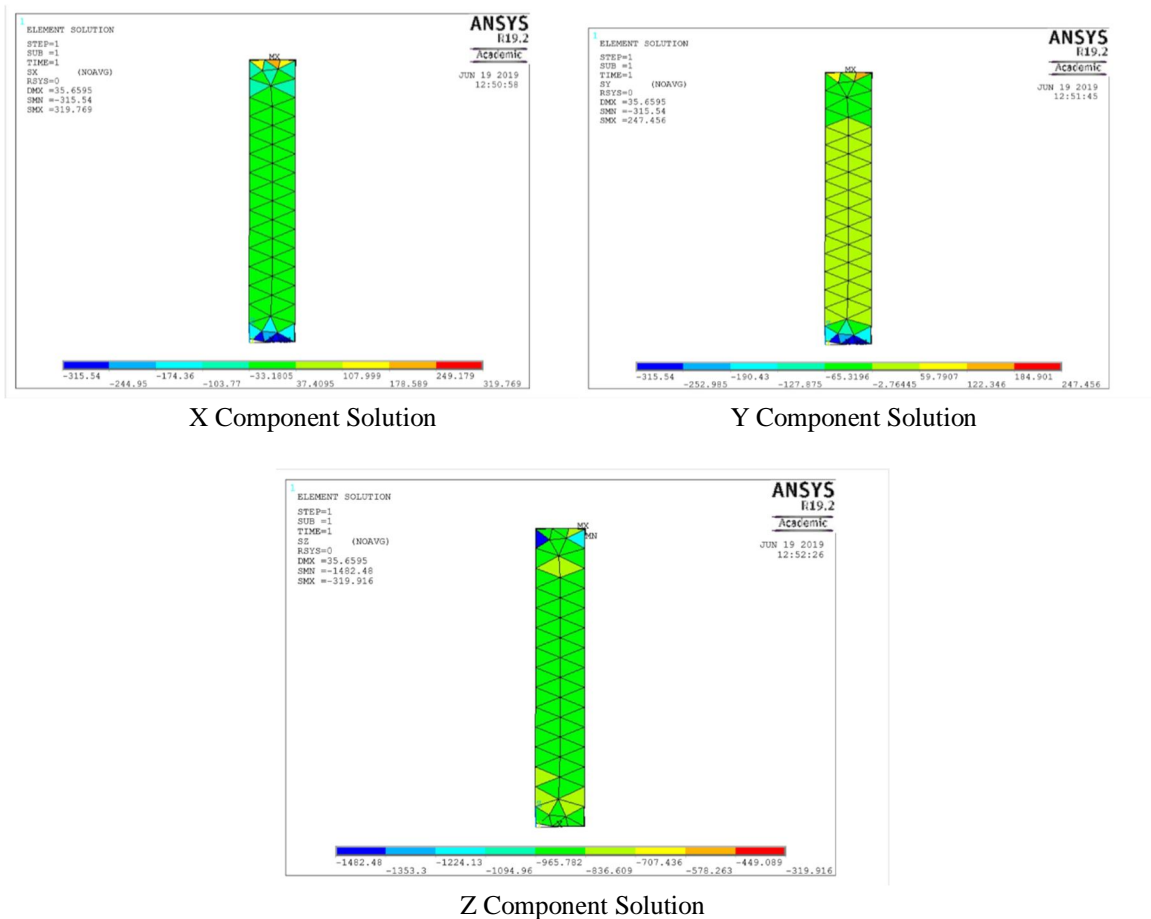 1
ELEMENT SOLUTION
STEP=1
SUB =1
TIME=1
SX (NOAVG)
RSYS=0
DMX =35.6595
SMN =-315.54
SMX =319.769
ANSYS
R19.2
Academic
JUN 19 2019
12:50:58
MX
-315.54 -174.36 -33.1805 107.999 249.179
-244.95 -103.77 37.4095 178.589 319.769
X Component Solution
1
ELEMENT SOLUTION
STEP=1
SUB =1
TIME=1
SY (NOAVG)
RSYS=0
DMX =35.6595
SMN =-315.54
SMX =247.456
ANSYS
R19.2
Academic
JUN 19 2019
12:51:45
MX
-315.54 -190.43 -65.3196 59.7907 184.901
-252.985 -127.875 -2.76445 122.346 247.456
Y Component Solution
1
ELEMENT SOLUTION
STEP=1
SUB =1
TIME=1
SZ (NOAVG)
RSYS=0
DMX =35.6595
SMN =-1482.48
SMX =-319.916
ANSYS
R19.2
Academic
JUN 19 2019
12:52:26
MX
MN
-1482.48 -1224.13 -965.782 -707.436 -449.089
-1353.3 -1094.96 -836.609 -578.263 -319.916
Z Component Solution